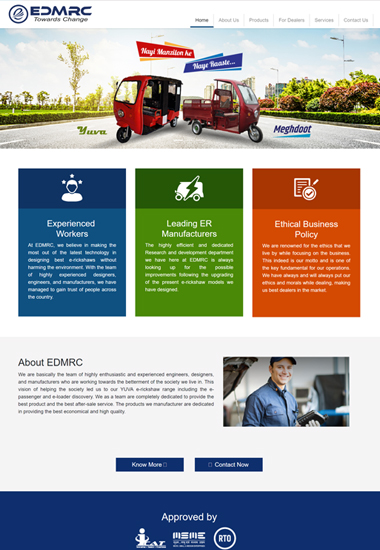 EDMRC
Towards Change
Home About Us Products For Dealers Services Contact Us
Nayi Manzilon ke
Naye Raaste...
Yuva
Meghdoot
Experienced
Workers
At EDMRC, we believe in making the
most out of the latest technology in
designing best e-rickshaws without
harming the environment. With the team
of highly experienced designers,
engineers, and manufacturers, we have
managed to gain trust of people across
the country.
Leading ER
Manufacturers
The highly efficient and dedicated
Research and development department
we have here at EDMRC is always
looking up for the possible
improvements following the upgrading
of the present e-rickshaw models we
have designed.
Ethical Business
Policy
We are renowned for the ethics that we
live by while focusing on the business.
This indeed is our motto and is one of
the key fundamental for our operations.
We have always and will always put our
ethics and morals while dealing, making
us best dealers in the market.
About EDMRC
We are basically the team of highly enthusiastic and experienced engineers, designers,
and manufacturers who are working towards the betterment of the society we live in. This
vision of helping the society led us to our YUVA e-rickshaw range including the e-
passenger and e-loader discovery. We as a team are completely dedicated to provide the
best product and the best after-sale service. The products we manufacturer are dedicated
in providing the best economical and high quality.
Know More
Contact Now
Approved by
MSME
RTO